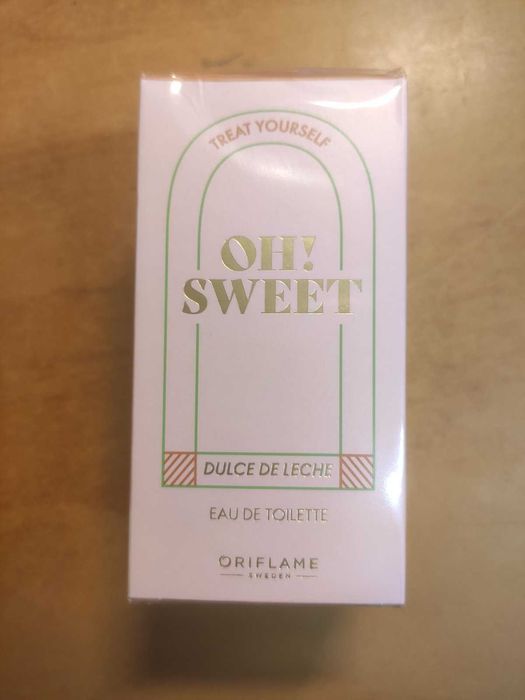 TREAT YOURSELF
OH!
SWEET
DULCE DE LECHE
EAU DE TOILETTE
ORIFLAME
SWEDEN